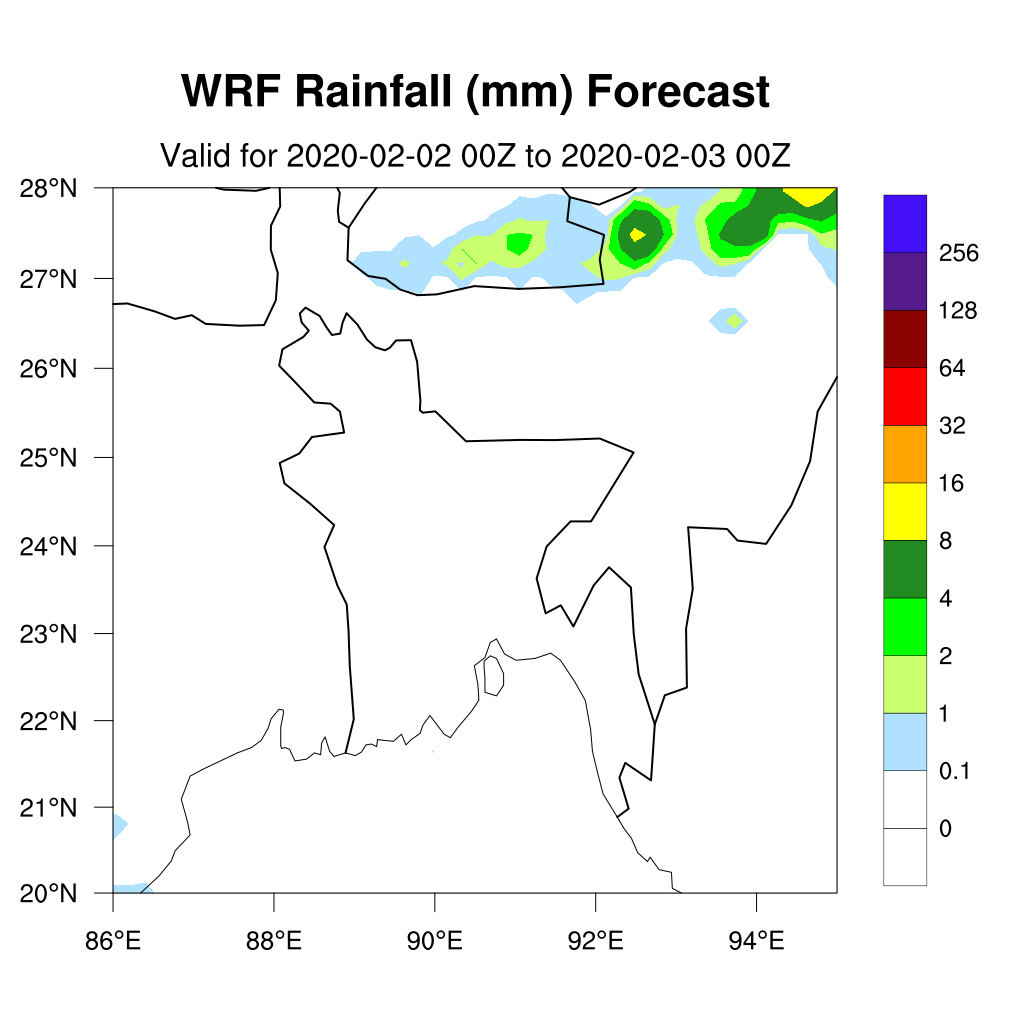 WRF Rainfall (mm) Forecast
Valid for 2020-02-02 00Z to 2020-02-03 00Z
28°N
27°N
26°N
25°N
24°N
23°N
22°N
21°N
20°N
86°E 88°E 90°E 92°E 94°E
256
128
64
32
16
8
4
2
1
0.1
0